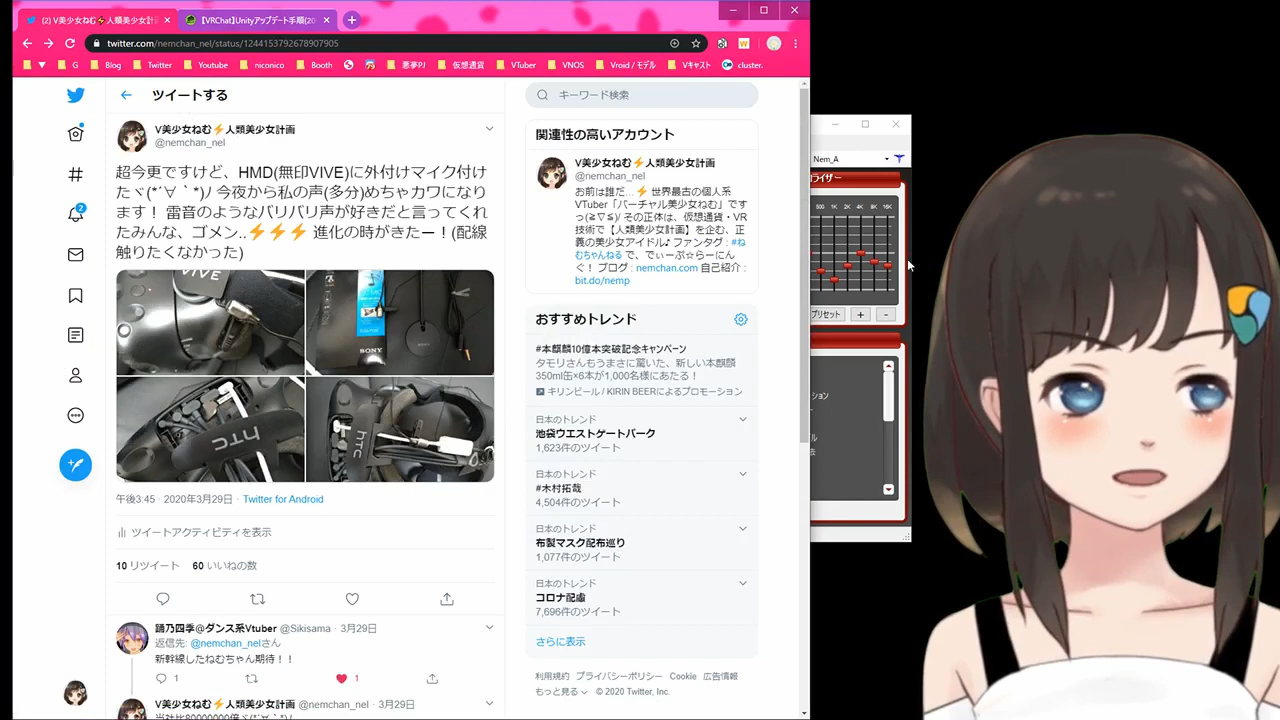 (2) V美少女ねむ⚡人類美少女計
【VRChat】Unityアップデート手順(20
twitter.com/nemchan_nel/status/1244153792678907905
G
Blog
Twitter
Youtube
niconico
Booth
悪夢PJ
仮想通貨
VTuber
VNOS
Vroid / モデル
Vキャスト
cluster.
ツイートする
V美少女ねむ⚡人類美少女計画
@nemchan_nel
超今更ですけど、HMD(無印VIVE)に外付けマイク付け
たヾ(*´∀｀*)ﾉ 今夜から私の声(多分)めちゃカワになり
ます！ 雷音のようなバリバリ声が好きだと言ってくれ
たみんな、ゴメン..⚡⚡⚡ 進化の時がきたー！(配線
触りたくなかった)
VIVE
SONY
htc
htc
午後3:45 · 2020年3月29日 · Twitter for Android
ツイートアクティビティを表示
10 リツイート 60 いいねの数
踊乃四季@ダンス系Vtuber @Sikisama · 3月29日
返信先: @nemchan_nelさん
新幹線したねむちゃん期待！！
1
1
V美少女ねむ⚡人類美少女計画 @nemchan_nel · 3月29日
キーワード検索
関連性の高いアカウント
V美少女ねむ⚡人類美少女計画
@nemchan_nel
お前は誰だ...⚡ 世界最古の個人系
VTuber「バーチャル美少女ねむ」です
っ(≧∇≦)/ その正体は、仮想通貨・VR
技術で【人類美少女計画】を企む、正
義の美少女アイドル♪ ファンタグ : #ね
むちゃんねる で、でぃーぷ☆らーにん
ぐ！ ブログ : nemchan.com 自己紹介 :
bit.do/nemp
おすすめトレンド
#本麒麟10億本突破記念キャンペーン
タモリさんもうまさに驚いた、新しい本麒麟
350ml缶×6本が1,000名様にあたる！
キリンビール / KIRIN BEERによるプロモーション
日本のトレンド
池袋ウエストゲートパーク
1,623件のツイート
日本のトレンド
#木村拓哉
4,504件のツイート
日本のトレンド
布製マスク配布巡り
1,077件のツイート
日本のトレンド
コロナ配慮
7,696件のツイート
さらに表示
利用規約 プライバシーポリシー Cookie 広告情報
もっと見る © 2020 Twitter, Inc.
Nem_A
ライザー
500 1K 2K 4K 8K 16K
プリセット
+
-
ション
ル